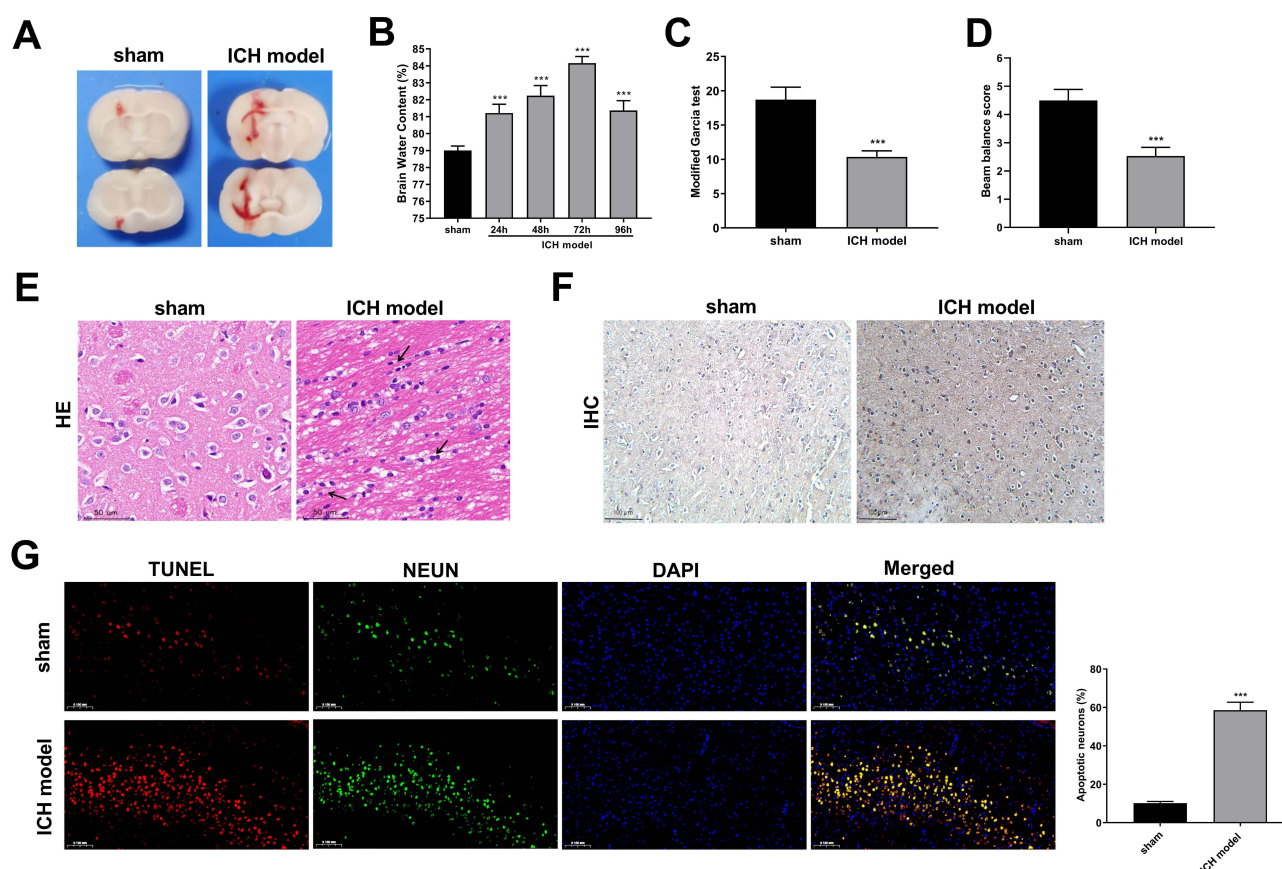 A
sham
ICH model
B
Brain Water Content (%)
85
84
83
82
81
80
79
78
77
76
75
***
***
***
***
sham
24h
48h
72h
96h
ICH model
C
Modified Garcia test
25
20
15
10
5
0
***
sham
ICH model
D
Beam balance score
6
5
4
3
2
1
0
***
sham
ICH model
E
sham
ICH model
HE
50 μm
50 μm
F
sham
ICH model
IHC
100 μm
100 μm
G
TUNEL
NEUN
DAPI
Merged
sham
ICH model
Apoptotic neurons (%)
80
60
40
20
0
***
sham
ICH model